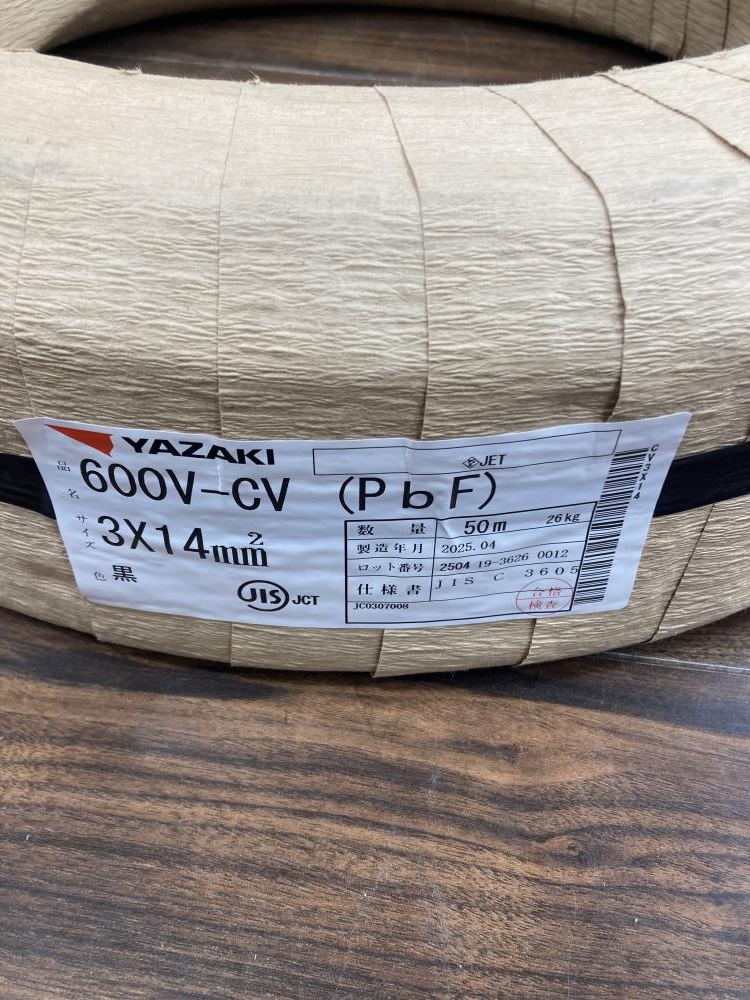 YAZAKI
<PS>E JET
品名 600V-CV (PbF)
サイズ 3X14mm²
色 黒
JIS JCT
数 量 50m 26kg
製造年月 2025.04
ロット番号 2504 19-3626 0012
仕様書 JIS C 3605
JC0307008
合格
検査
CV3X14